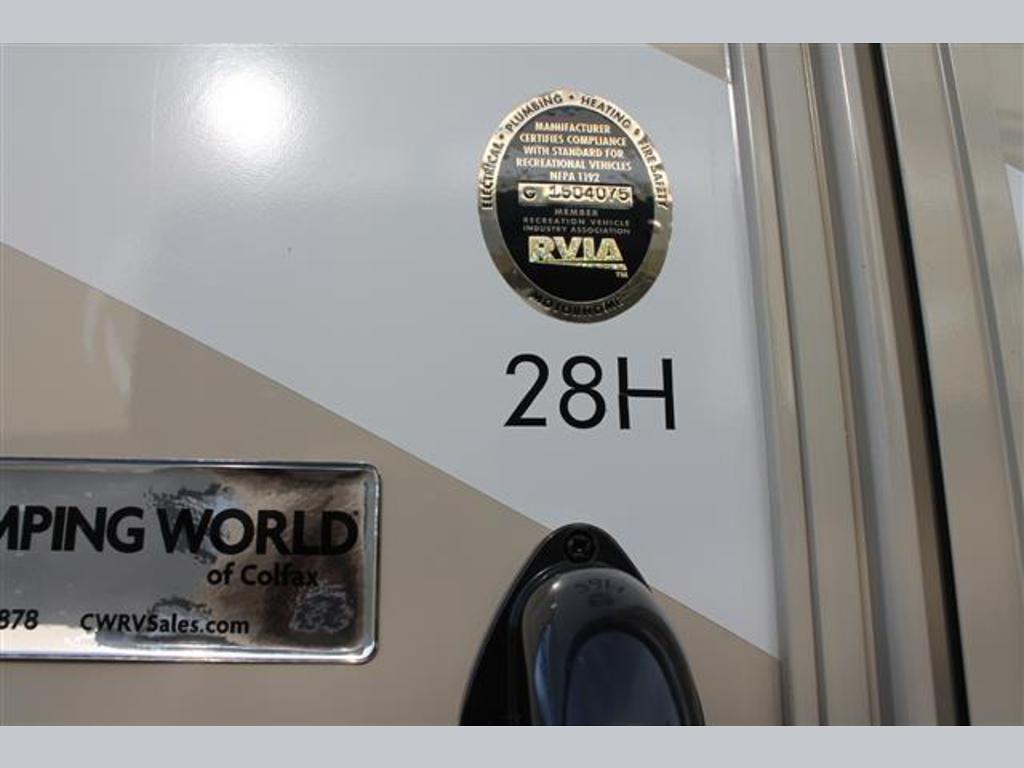 ELECTRICAL • PLUMBING • HEATING & FIRE SAFETY
MANUFACTURER
CERTIFIES COMPLIANCE
WITH STANDARD FOR
RECREATIONAL VEHICLES
NFPA 1192
G 1504075
MEMBER
RECREATION VEHICLE
INDUSTRY ASSOCIATION
RVIA
TM
MOTORHOME
28H
MPING WORLD
of Colfax
878 CWRVSales.com